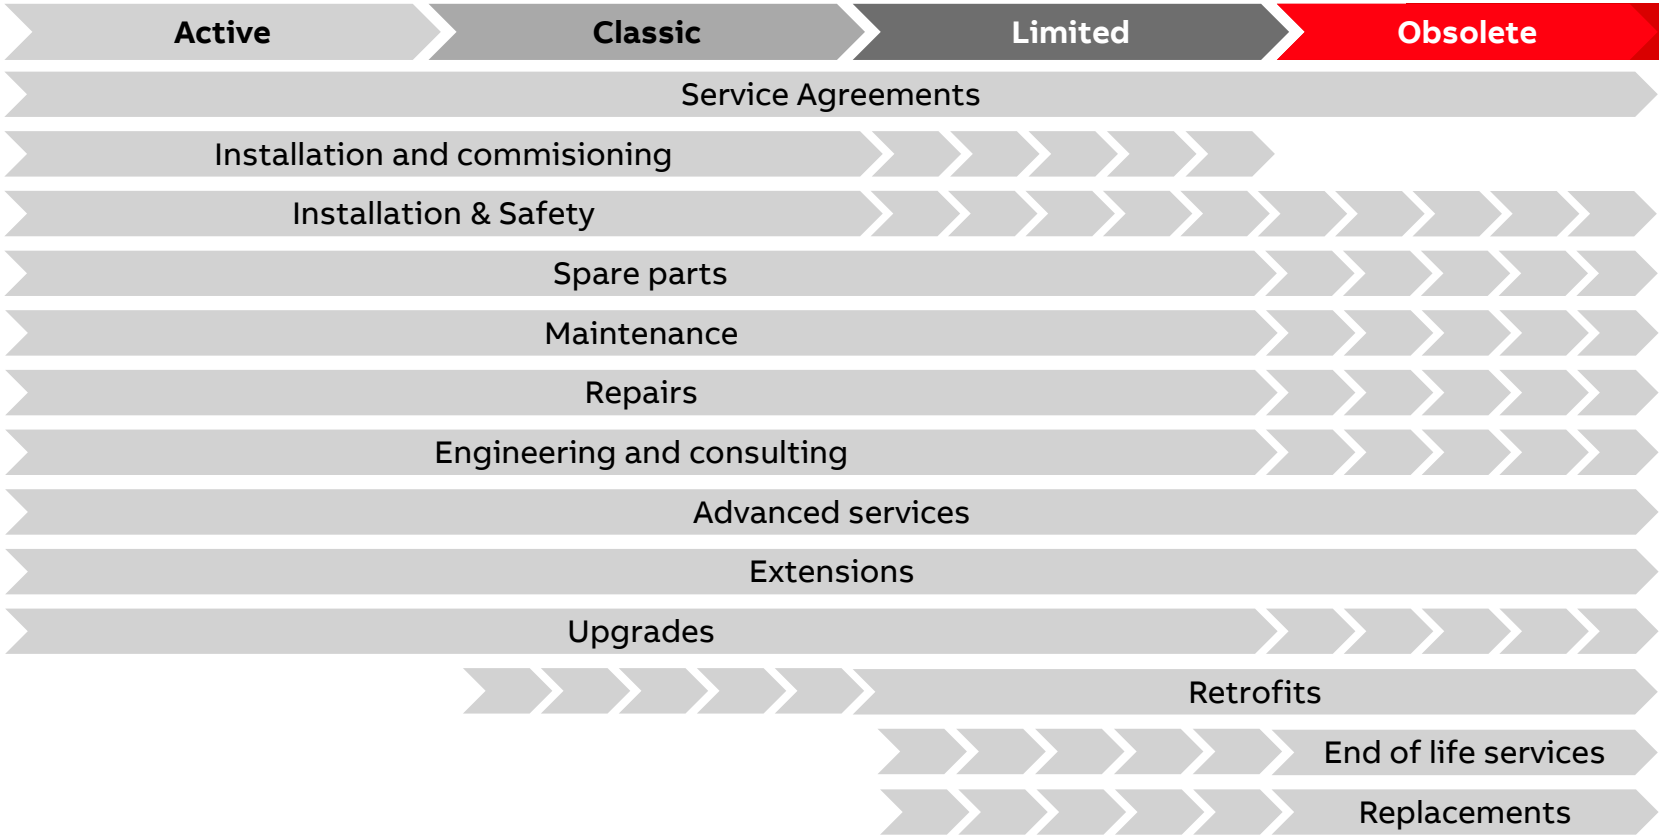 Active
Classic
Limited
Obsolete
Service Agreements
Installation and commisioning
Installation & Safety
Spare parts
Maintenance
Repairs
Engineering and consulting
Advanced services
Extensions
Upgrades
Retrofits
End of life services
Replacements